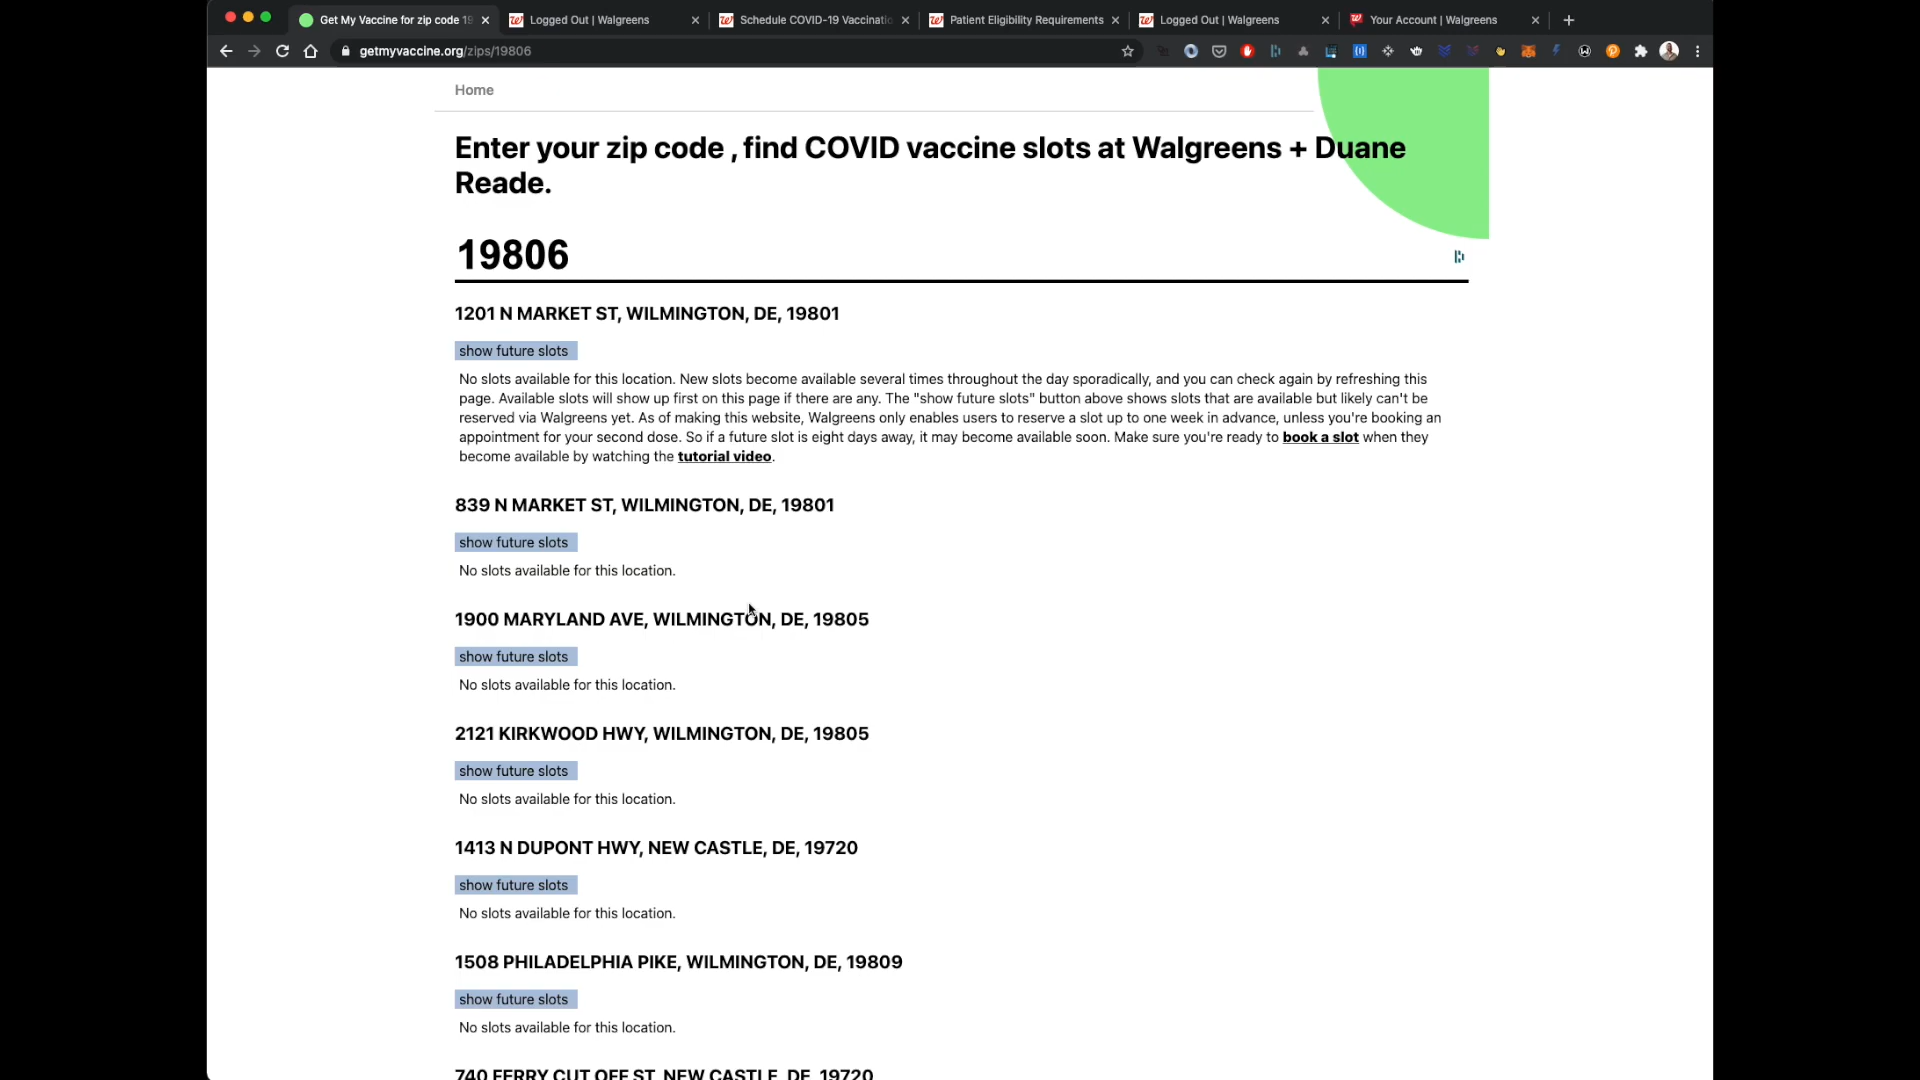 Get My Vaccine for zip code 19
Logged Out | Walgreens
Schedule COVID-19 Vaccinatio
Patient Eligibility Requirements
Logged Out | Walgreens
Your Account | Walgreens
getmyvaccine.org/zips/19806
Home
Enter your zip code , find COVID vaccine slots at Walgreens + Duane
Reade.
19806
1201 N MARKET ST, WILMINGTON, DE, 19801
show future slots
No slots available for this location. New slots become available several times throughout the day sporadically, and you can check again by refreshing this
page. Available slots will show up first on this page if there are any. The "show future slots" button above shows slots that are available but likely can't be
reserved via Walgreens yet. As of making this website, Walgreens only enables users to reserve a slot up to one week in advance, unless you're booking an
appointment for your second dose. So if a future slot is eight days away, it may become available soon. Make sure you're ready to book a slot when they
become available by watching the tutorial video.
839 N MARKET ST, WILMINGTON, DE, 19801
show future slots
No slots available for this location.
1900 MARYLAND AVE, WILMINGTON, DE, 19805
show future slots
No slots available for this location.
2121 KIRKWOOD HWY, WILMINGTON, DE, 19805
show future slots
No slots available for this location.
1413 N DUPONT HWY, NEW CASTLE, DE, 19720
show future slots
No slots available for this location.
1508 PHILADELPHIA PIKE, WILMINGTON, DE, 19809
show future slots
No slots available for this location.
740 FERRY CUT OFF ST, NEW CASTLE, DE, 19720